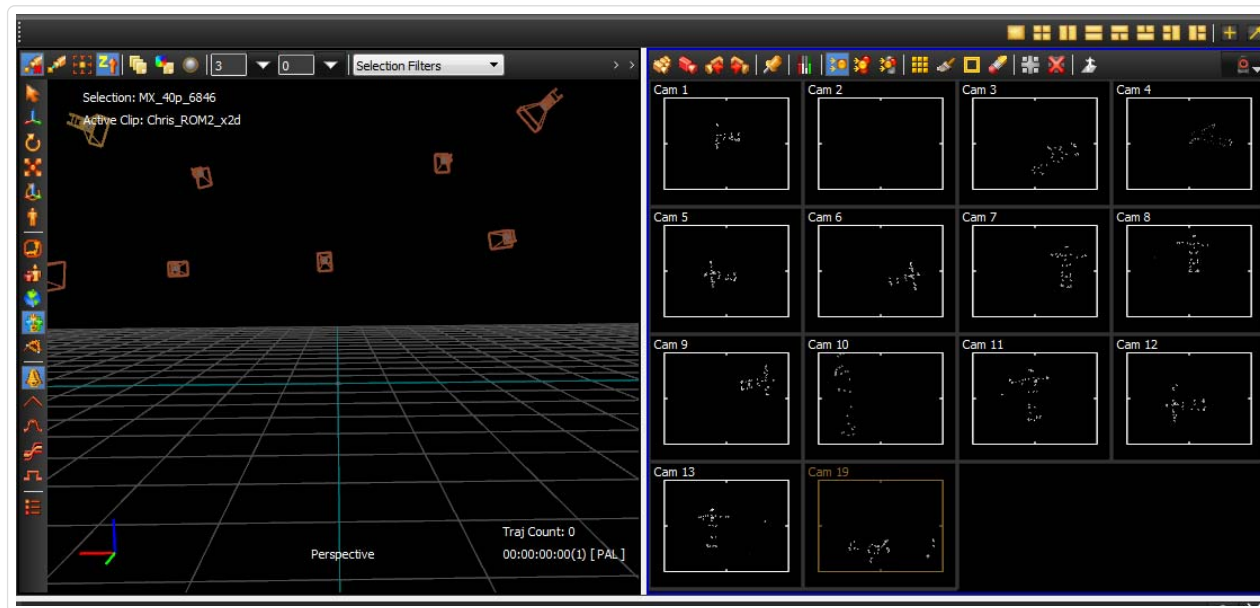 3
0
Selection Filters
Selection: MX_40p_6846
Active Clip: Chris_ROM2_x2d
Cam 1
Cam 2
Cam 3
Cam 4
Cam 5
Cam 6
Cam 7
Cam 8
Cam 9
Cam 10
Cam 11
Cam 12
Cam 13
Cam 19
Traj Count: 0
Perspective
00:00:00:00(1) [PAL]